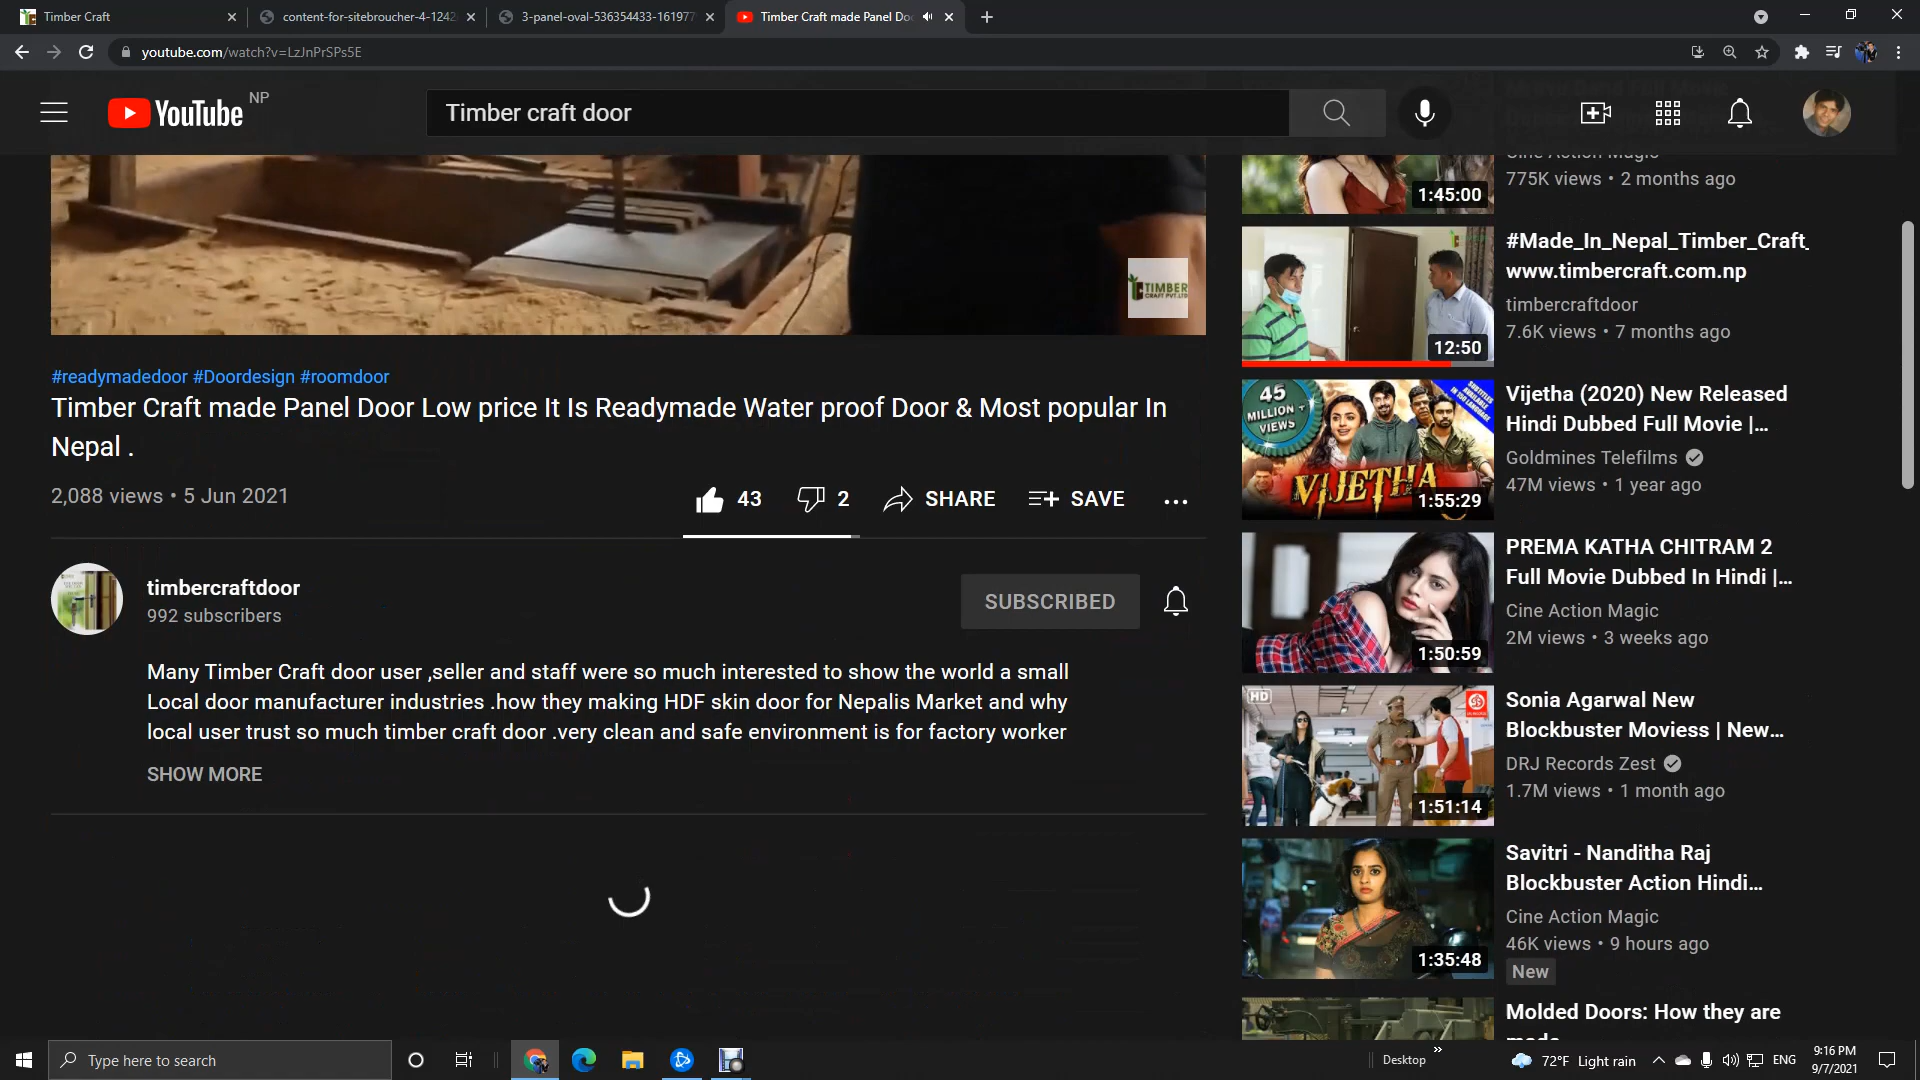 Timber Craft
content-for-sitebroucher-4-1242
3-panel-oval-536354433-16197
Timber Craft made Panel Do
youtube.com/watch?v=LzJnPrSPs5E
YouTube
NP
Timber craft door
TIMBER
CRAFT PVT.LTD
#readymadedoor #Doordesign #roomdoor
Timber Craft made Panel Door Low price It Is Readymade Water proof Door & Most popular In
Nepal .
2,088 views • 5 Jun 2021
43
2
SHARE
SAVE
timbercraftdoor
992 subscribers
SUBSCRIBED
Many Timber Craft door user ,seller and staff were so much interested to show the world a small
Local door manufacturer industries .how they making HDF skin door for Nepalis Market and why
local user trust so much timber craft door .very clean and safe environment is for factory worker
SHOW MORE
Cine Action Magic
775K views • 2 months ago
1:45:00
#Made_In_Nepal_Timber_Craft_
www.timbercraft.com.np
timbercraftdoor
7.6K views • 7 months ago
12:50
45
MILLION +
VIEWS
VIJETHA
1:55:29
Vijetha (2020) New Released
Hindi Dubbed Full Movie |...
Goldmines Telefilms
47M views • 1 year ago
PREMA KATHA CHITRAM 2
Full Movie Dubbed In Hindi |...
Cine Action Magic
2M views • 3 weeks ago
1:50:59
HD
Sonia Agarwal New
Blockbuster Moviess | New...
DRJ Records Zest
1.7M views • 1 month ago
1:51:14
Savitri - Nanditha Raj
Blockbuster Action Hindi...
Cine Action Magic
46K views • 9 hours ago
New
1:35:48
Molded Doors: How they are
Type here to search
Desktop
72°F Light rain
ENG
9:16 PM
9/7/2021